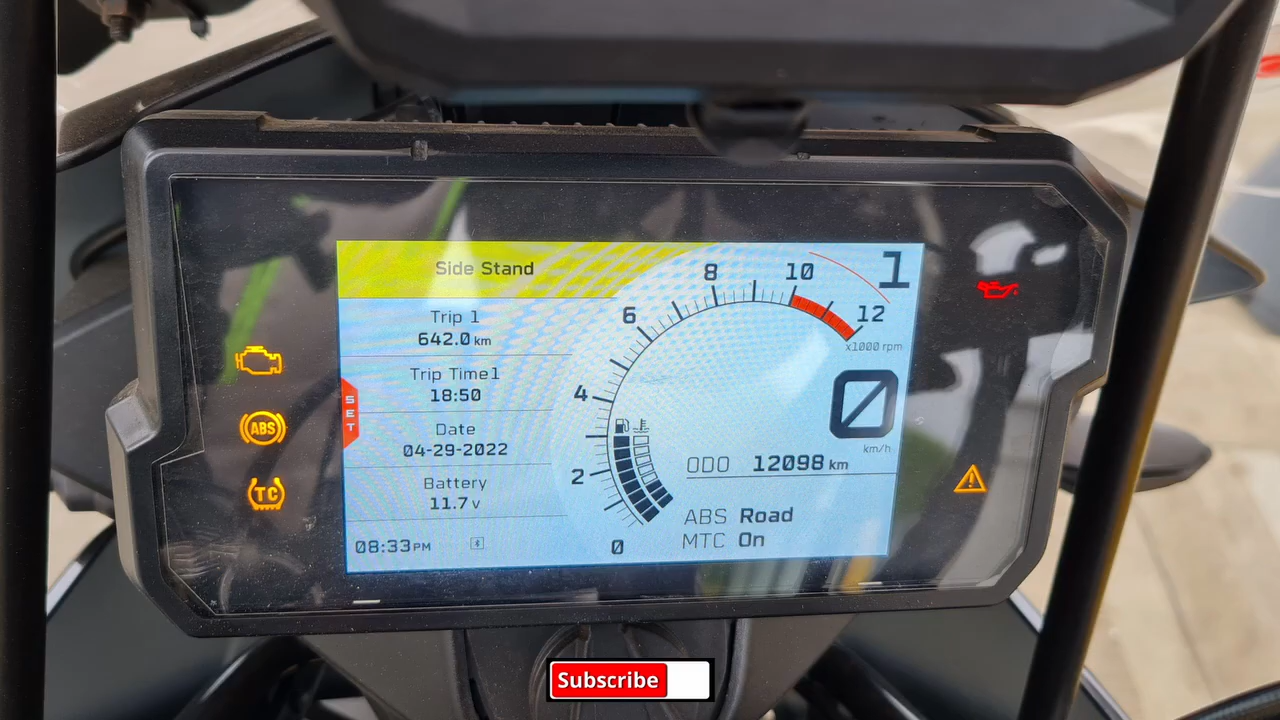 Side Stand
Trip 1
642.0 km
Trip Time1
18:50
Date
04-29-2022
Battery
11.7 v
08:33 PM
SET
ABS
TC
0
2
4
6
8
10
12
x1000 rpm
1
0
km/h
ODO 12098 km
ABS Road
MTC On
Subscribe